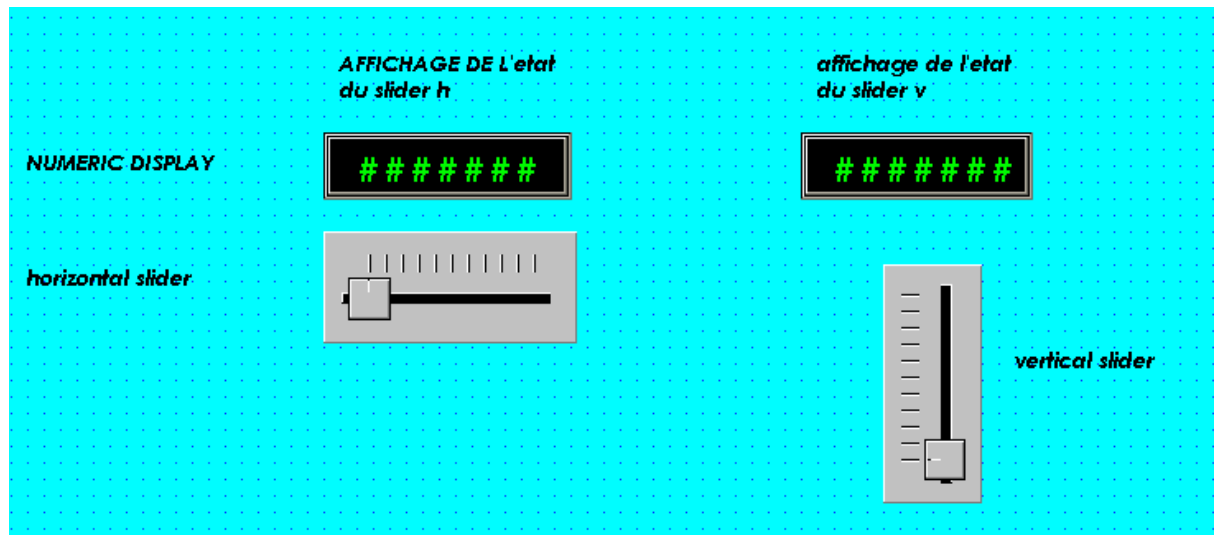 AFFICHAGE DE L'etat
du slider h
affichage de l'etat
du slider v
NUMERIC DISPLAY
#######
#######
horizontal slider
vertical slider